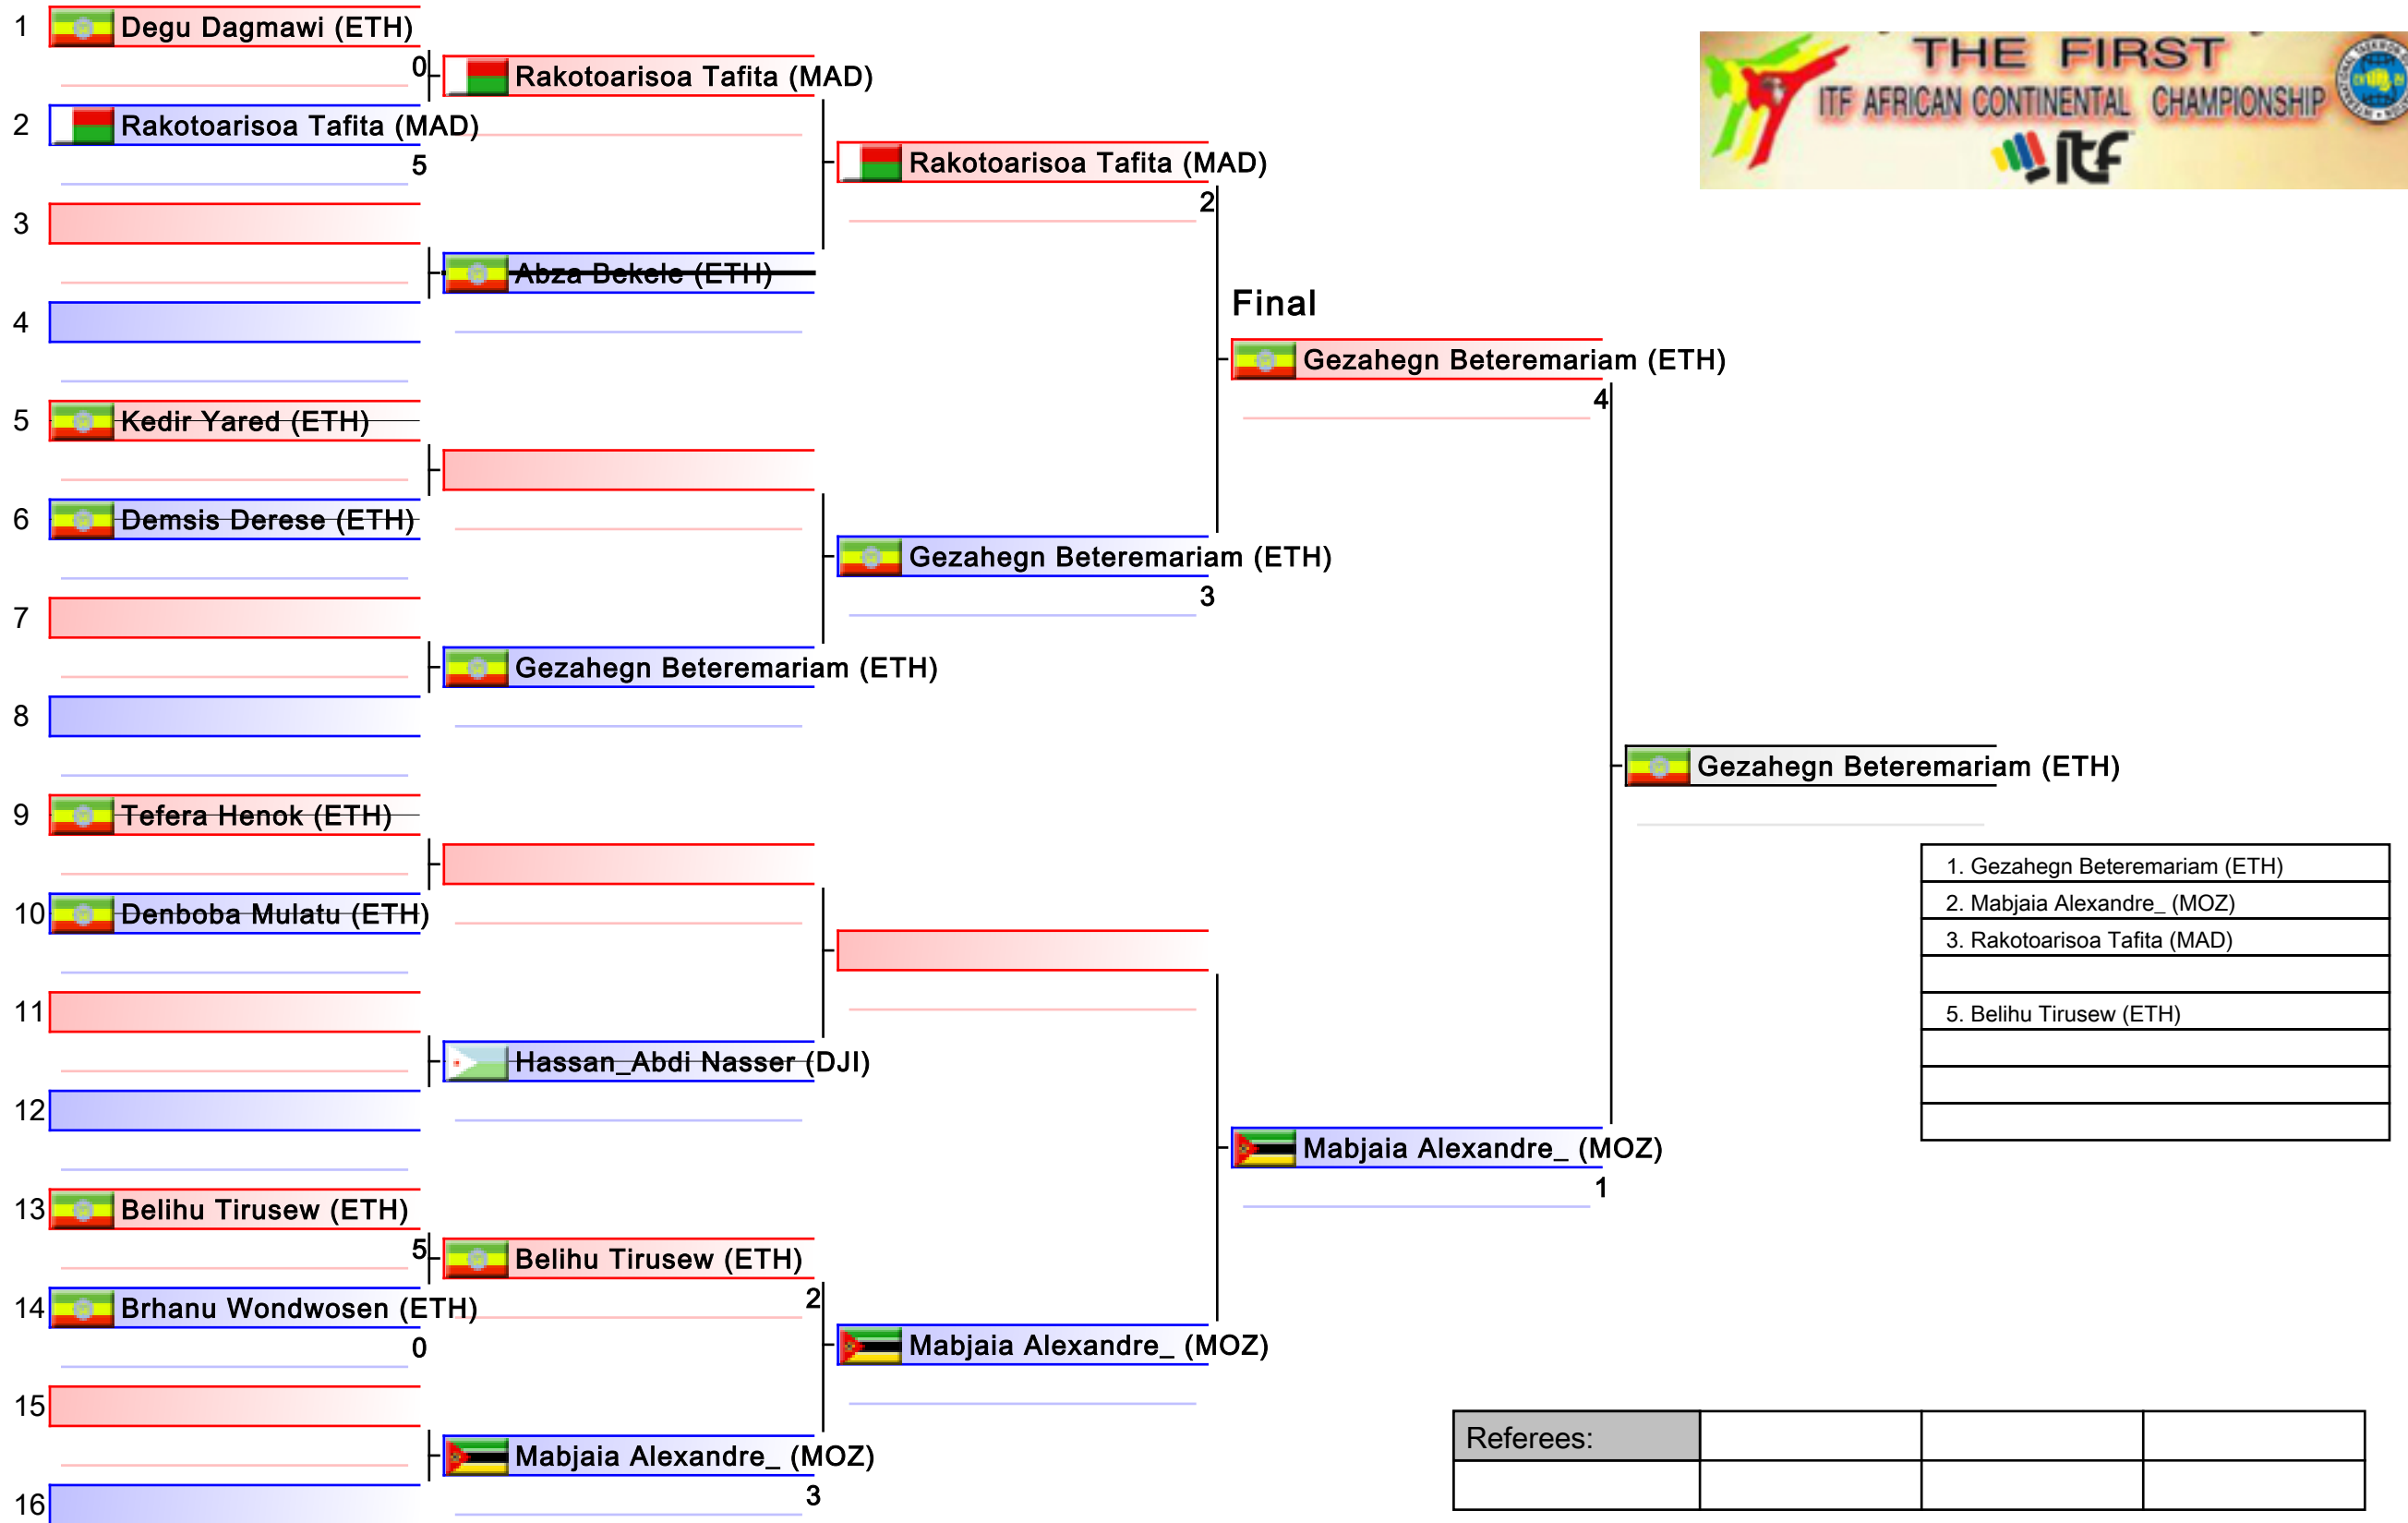 THE FIRST
ITF AFRICAN CONTINENTAL CHAMPIONSHIP
itf
1 Degu Dagmawi (ETH)
0
Rakotoarisoa Tafita (MAD)
2 Rakotoarisoa Tafita (MAD)
5
Rakotoarisoa Tafita (MAD)
2
3
Abza Bekele (ETH)
4
Final
Gezahegn Beteremariam (ETH)
4
5 Kedir Yared (ETH)
6 Demsis Derese (ETH)
Gezahegn Beteremariam (ETH)
3
7
Gezahegn Beteremariam (ETH)
8
Gezahegn Beteremariam (ETH)
9 Tefera Henok (ETH)
10 Denboba Mulatu (ETH)
11
Hassan_Abdi Nasser (DJI)
12
Mabjaia Alexandre_ (MOZ)
1
13 Belihu Tirusew (ETH)
5
Belihu Tirusew (ETH)
2
14 Brhanu Wondwosen (ETH)
0
Mabjaia Alexandre_ (MOZ)
15
Mabjaia Alexandre_ (MOZ)
3
16
1. Gezahegn Beteremariam (ETH)
2. Mabjaia Alexandre_ (MOZ)
3. Rakotoarisoa Tafita (MAD)
5. Belihu Tirusew (ETH)
Referees: